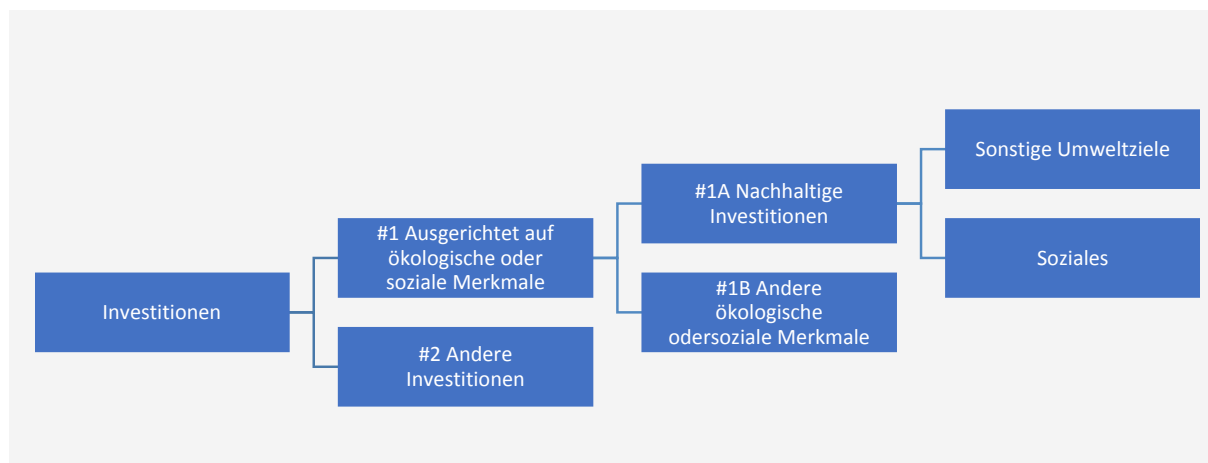 Investitionen
#1 Ausgerichtet auf
ökologische oder
soziale Merkmale
#2 Andere
Investitionen
#1A Nachhaltige
Investitionen
#1B Andere
ökologische
odersoziale Merkmale
Sonstige Umweltziele
Soziales